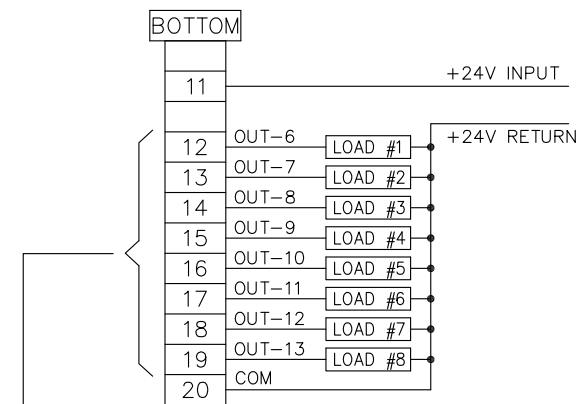 BOTTOM
11 +24V INPUT
+24V RETURN
12 OUT-6 LOAD #1
13 OUT-7 LOAD #2
14 OUT-8 LOAD #3
15 OUT-9 LOAD #4
16 OUT-10 LOAD #5
17 OUT-11 LOAD #6
18 OUT-12 LOAD #7
19 OUT-13 LOAD #8
20 COM